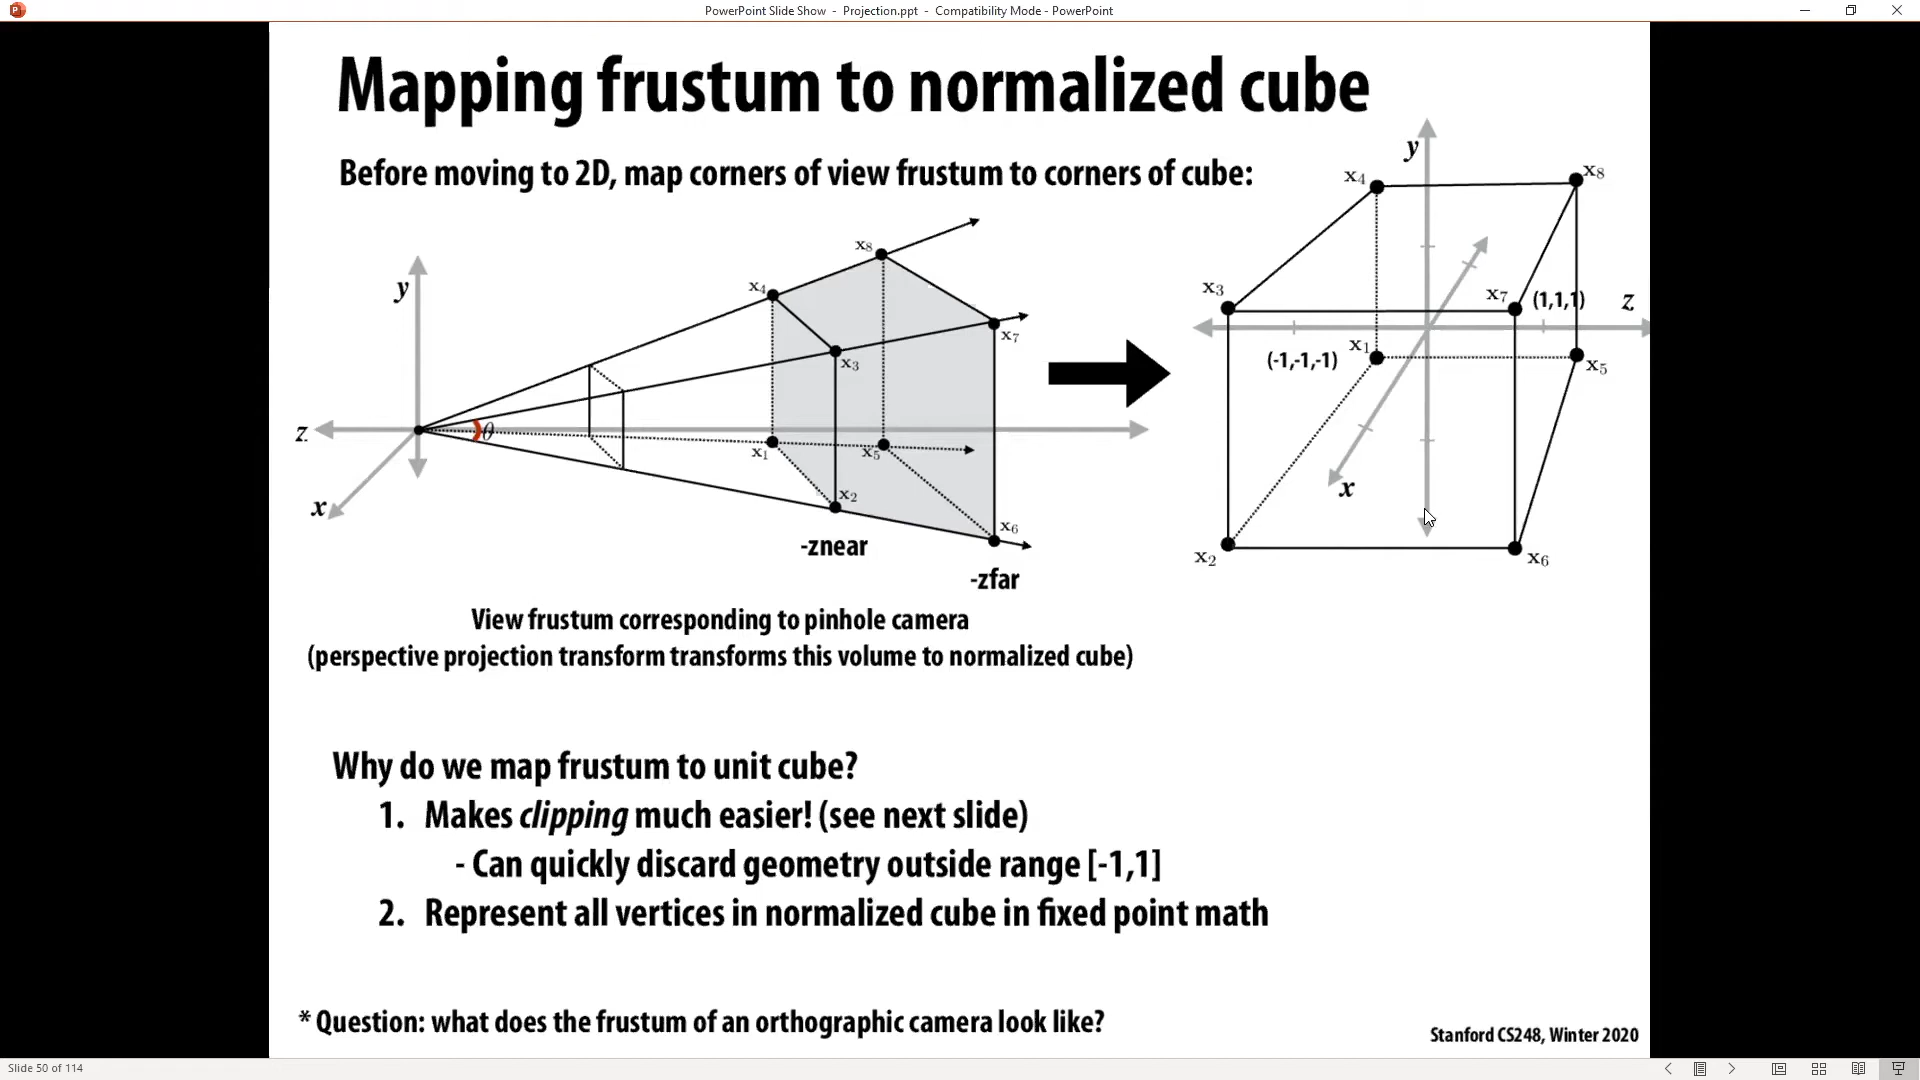 PowerPoint Slide Show - Projection.ppt - Compatibility Mode - PowerPoint
Mapping frustum to normalized cube
Before moving to 2D, map corners of view frustum to corners of cube:
y
z
x
θ
x₄
x₈
x₃
x₇
x₁
x₅
x₂
x₆
-znear
-zfar
y
x₄
x₈
x₃
x₇
(1,1,1)
z
(-1,-1,-1)
x₁
x₅
x
x₂
x₆
View frustum corresponding to pinhole camera
(perspective projection transform transforms this volume to normalized cube)
Why do we map frustum to unit cube?
1. Makes clipping much easier! (see next slide)
- Can quickly discard geometry outside range [-1,1]
2. Represent all vertices in normalized cube in fixed point math
* Question: what does the frustum of an orthographic camera look like?
Stanford CS248, Winter 2020
Slide 50 of 114